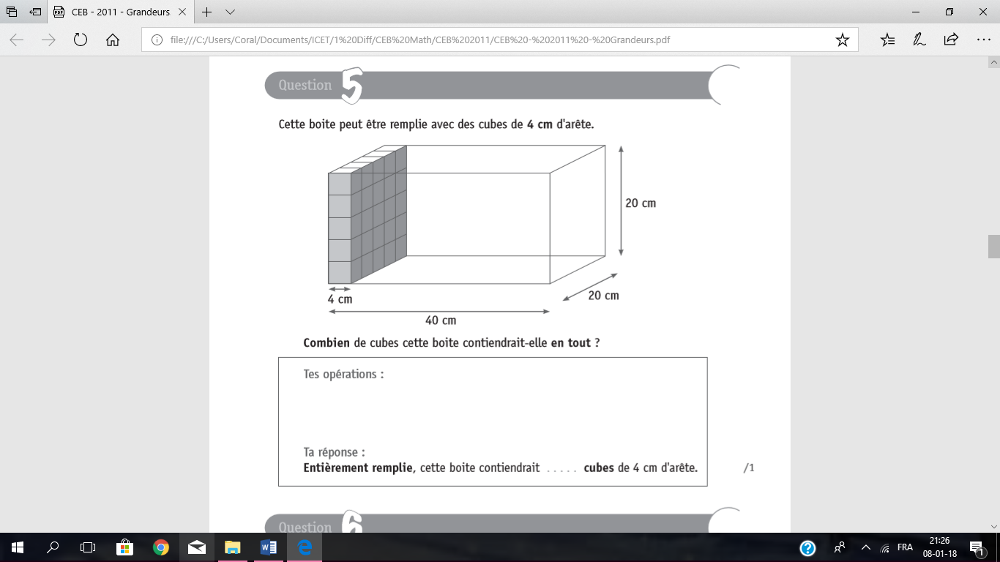 CEB - 2011 - Grandeurs
file:///C:/Users/Coral/Documents/ICET/1%20Diff/CEB%20Math/CEB%202011/CEB%20-%202011%20-%20Grandeurs.pdf
Question 5
Cette boite peut être remplie avec des cubes de 4 cm d'arête.
20 cm
20 cm
4 cm
40 cm
Combien de cubes cette boite contiendrait-elle en tout ?
Tes opérations :
Ta réponse :
Entièrement remplie, cette boite contiendrait ..... cubes de 4 cm d'arête.
/1
Question 6
FRA
21:26
08-01-18
1